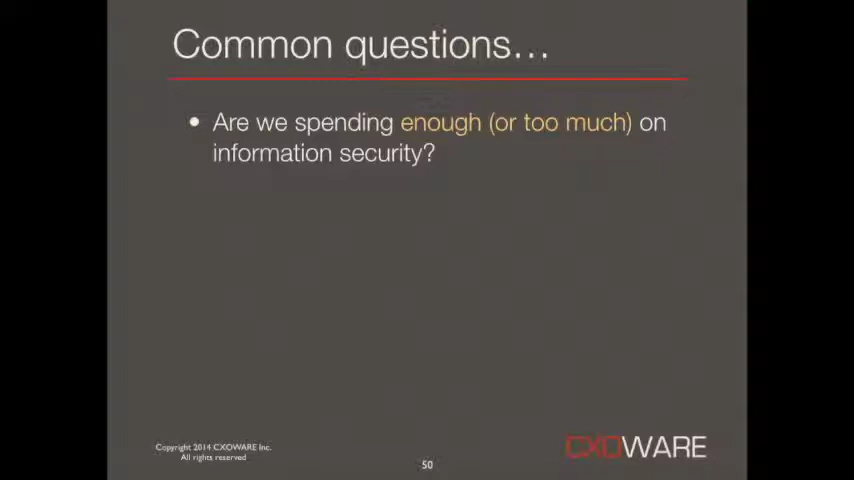 Common questions…
• Are we spending enough (or too much) on
information security?
Copyright 2014 CXOWARE Inc.
All rights reserved
50
CXOWARE